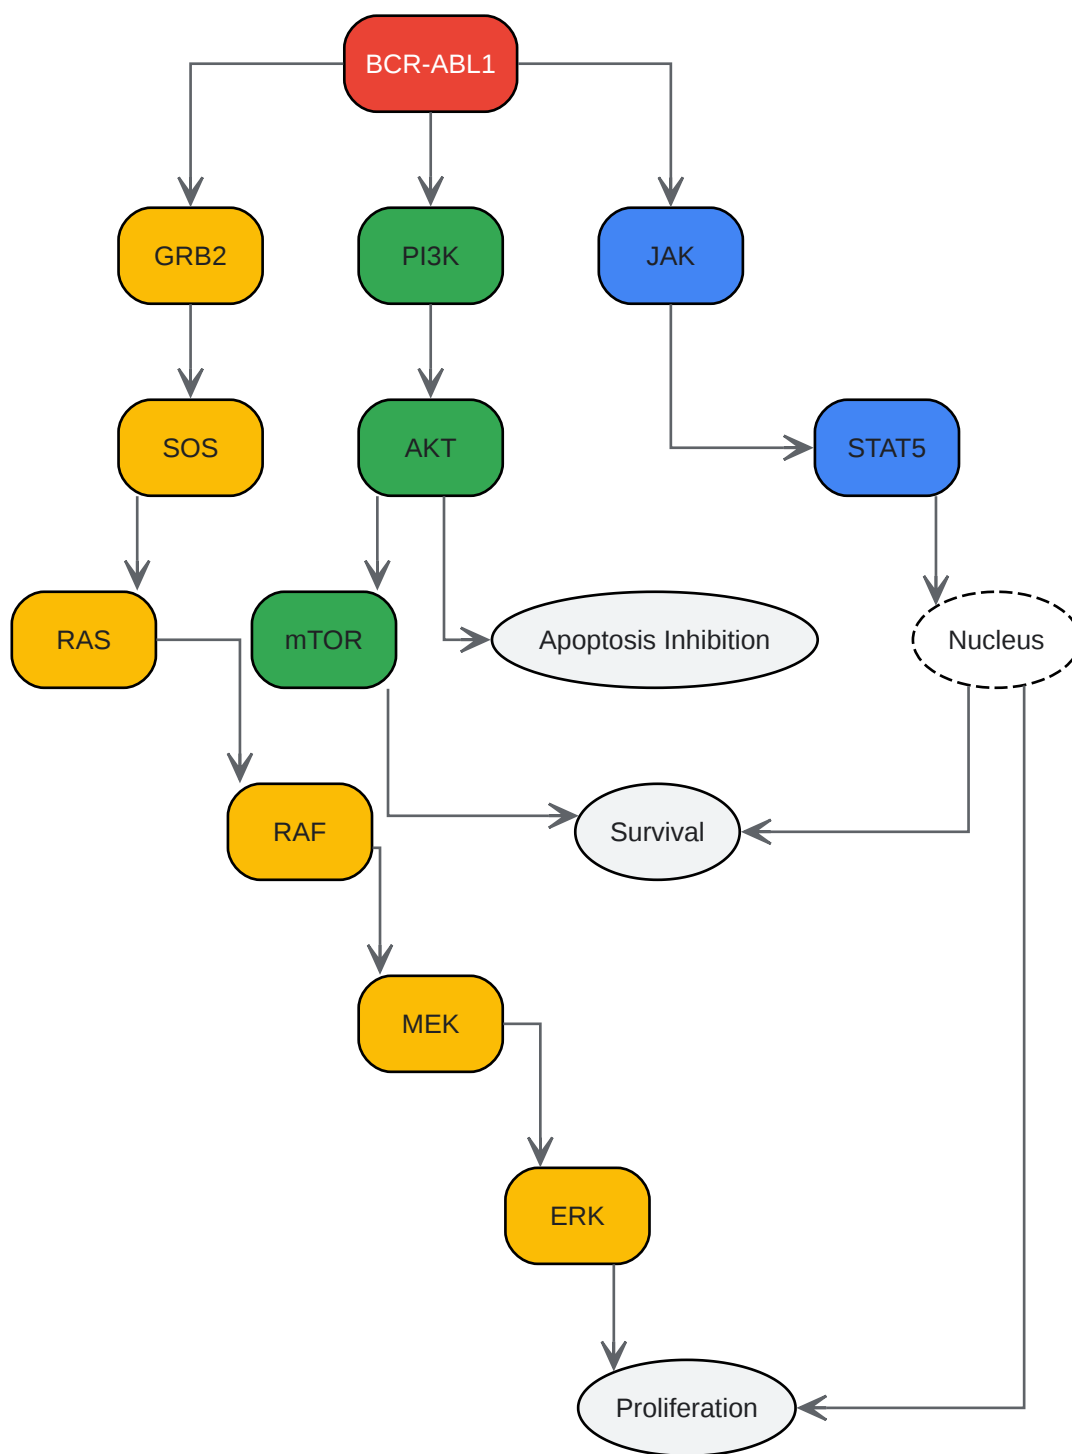 BCR-ABL1
GRB2
PI3K
JAK
SOS
AKT
STAT5
RAS
mTOR
Apoptosis Inhibition
Nucleus
RAF
Survival
MEK
ERK
Proliferation